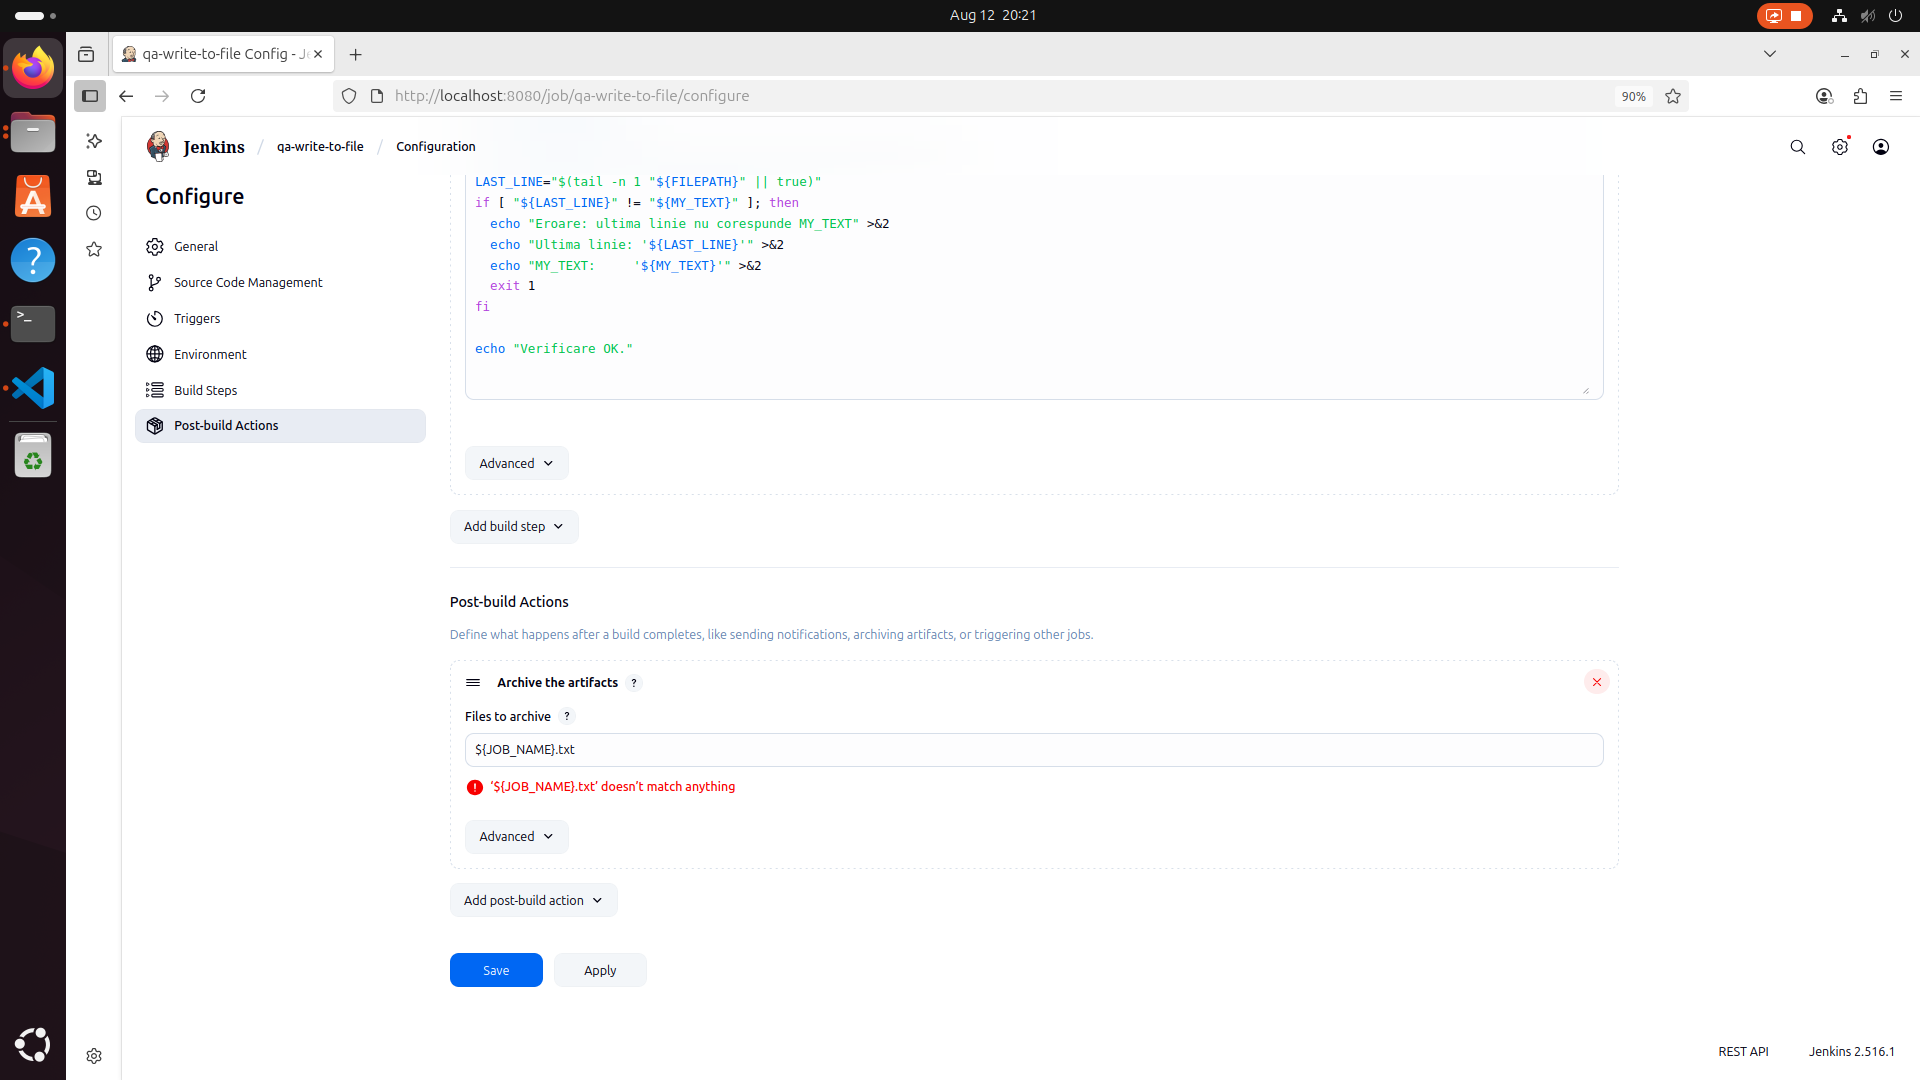 Aug 12 20:21
qa-write-to-file Config - Je
http://localhost:8080/job/qa-write-to-file/configure
90%
Jenkins / qa-write-to-file / Configuration
Configure
General
Source Code Management
Triggers
Environment
Build Steps
Post-build Actions
LAST_LINE="$(tail -n 1 "${FILEPATH}" || true)"
if [ "${LAST_LINE}" != "${MY_TEXT}" ]; then
  echo "Eroare: ultima linie nu corespunde MY_TEXT" >&2
  echo "Ultima linie: '${LAST_LINE}'" >&2
  echo "MY_TEXT:     '${MY_TEXT}'" >&2
  exit 1
fi
echo "Verificare OK."
Advanced
Add build step
Post-build Actions
Define what happens after a build completes, like sending notifications, archiving artifacts, or triggering other jobs.
Archive the artifacts ?
Files to archive ?
${JOB_NAME}.txt
‘${JOB_NAME}.txt’ doesn’t match anything
Advanced
Add post-build action
Save
Apply
REST API
Jenkins 2.516.1